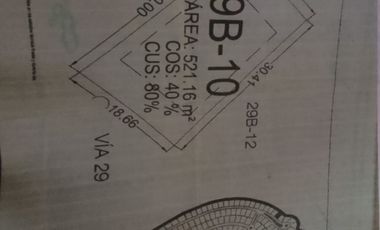 9B-10
ÁREA: 521.16 m²
COS: 40 %
CUS: 80%
30.41
29B-12
18.66
VÍA 29